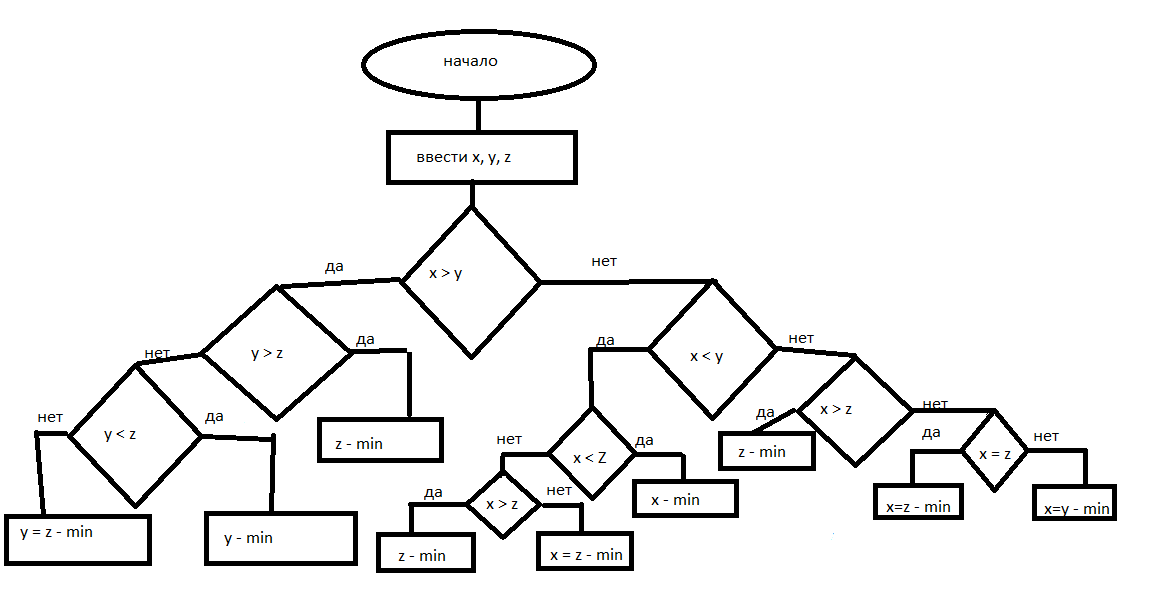 начало
ввести x, y, z
x > y
да
нет
y > z
да
нет
x < y
да
нет
y < z
нет
да
z - min
x < Z
нет
да
x > z
да
нет
x = z
да
нет
z - min
x > z
да
нет
x - min
x=z - min
x=y - min
y = z - min
y - min
z - min
x = z - min